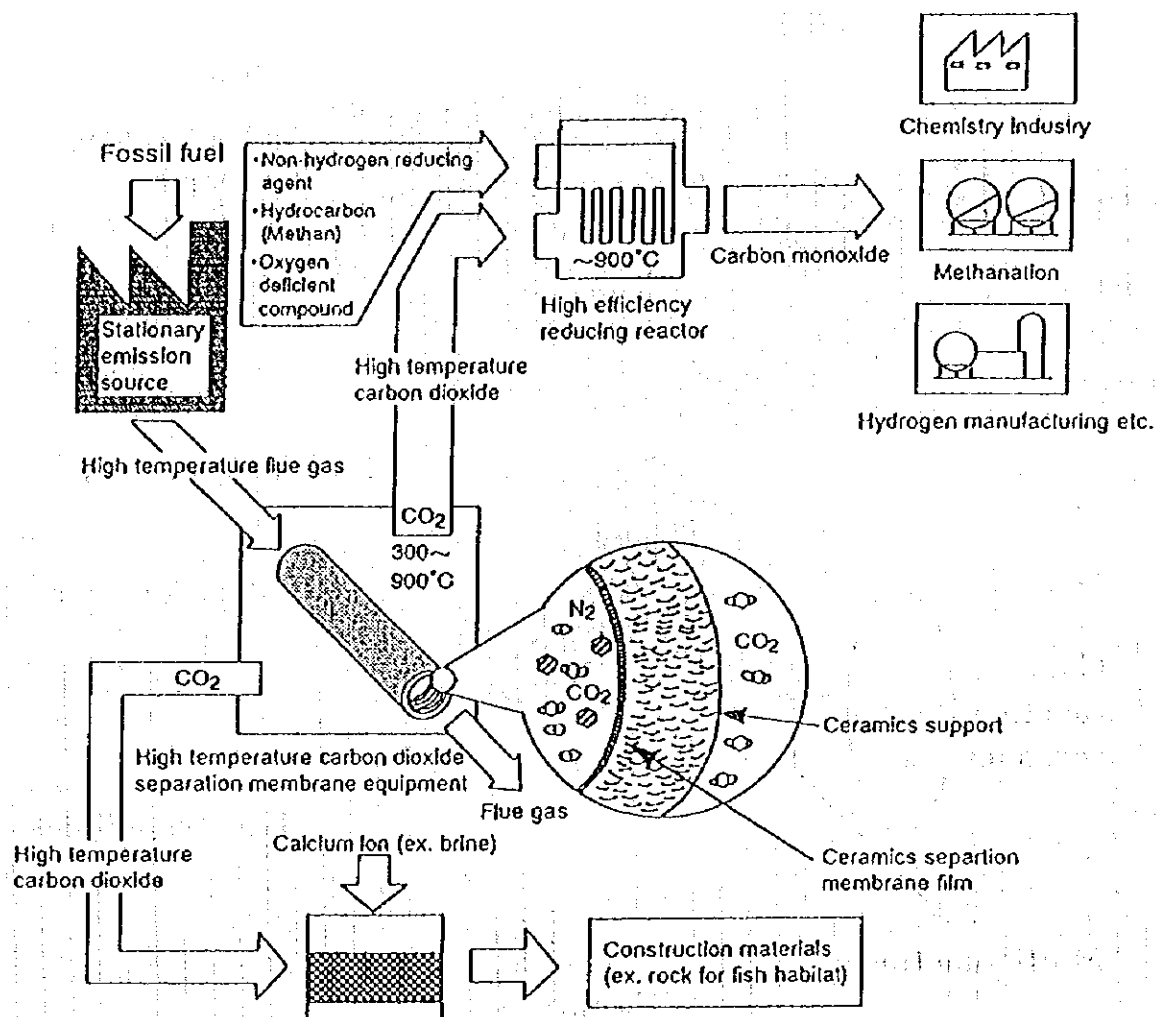 Chemistry Industry
Fossil fuel
•Non-hydrogen reducing
agent
•Hydrocarbon
(Methan)
•Oxygen
deficient
compound
~900°C
High efficiency
reducing reactor
Carbon monoxide
Methanation
Hydrogen manufacturing etc.
Stationary
emission
source
High temperature
carbon dioxide
High temperature flue gas
CO2
300~
900°C
N2
CO2
CO2
CO2
Ceramics support
High temperature carbon dioxide
separation membrane equipment
Flue gas
Ceramics separtion
membrane film
High temperature
carbon dioxide
Calcium Ion (ex. brine)
Construction materials
(ex. rock for fish habitat)